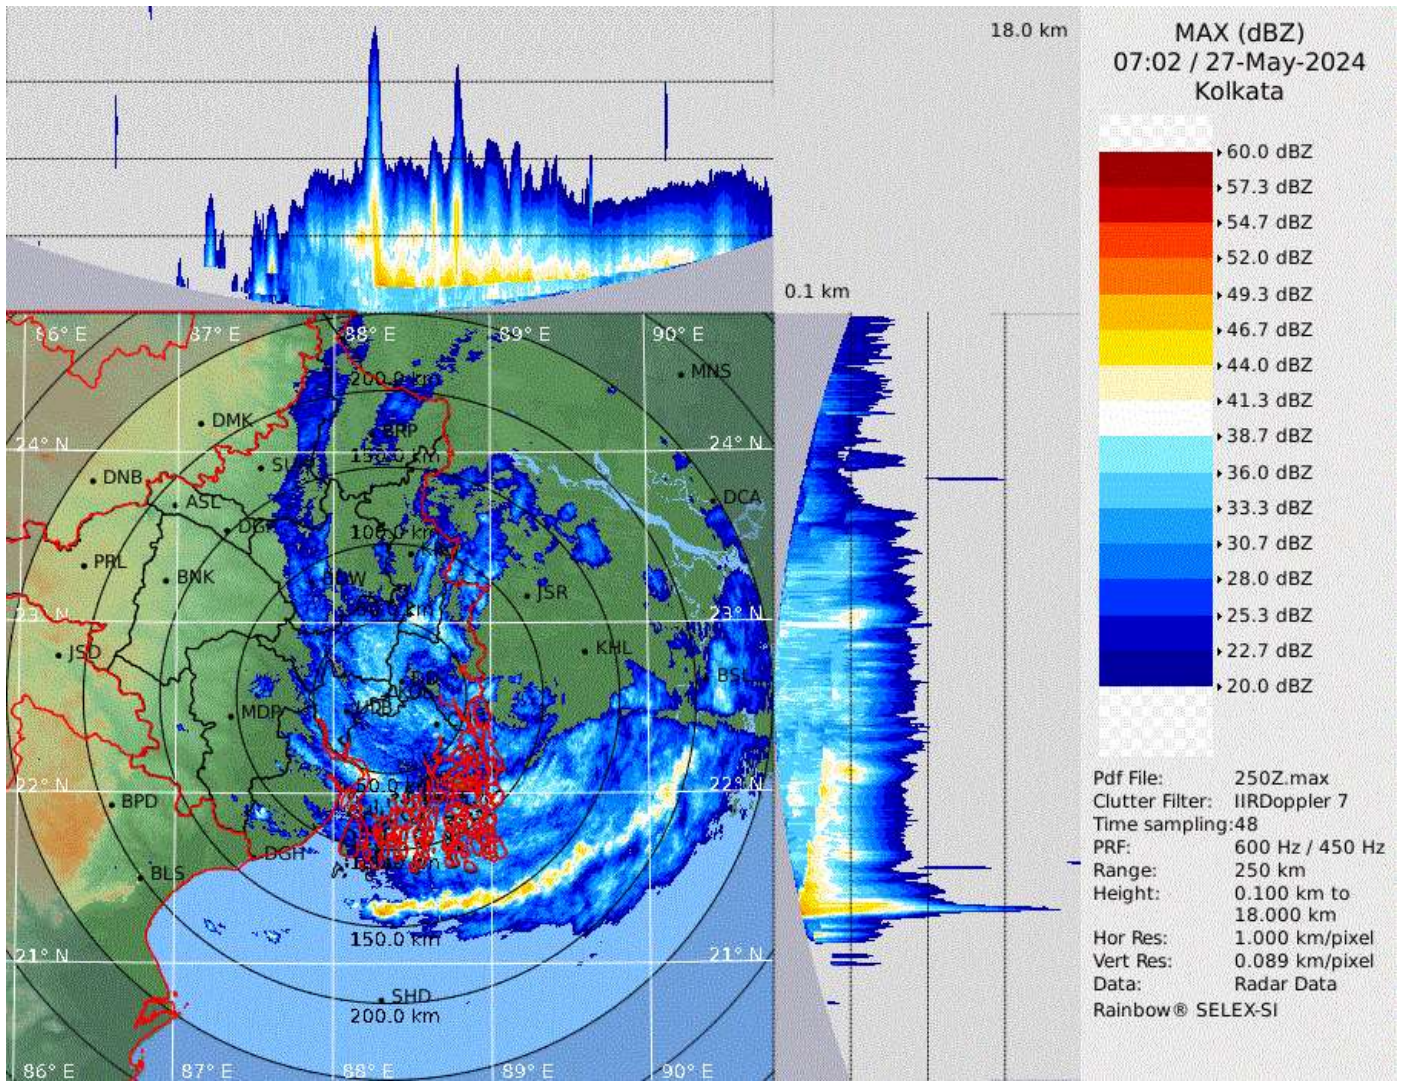 18.0 km
0.1 km
MAX (dBZ)
07:02 / 27-May-2024
Kolkata
60.0 dBZ
57.3 dBZ
54.7 dBZ
52.0 dBZ
49.3 dBZ
46.7 dBZ
44.0 dBZ
41.3 dBZ
38.7 dBZ
36.0 dBZ
33.3 dBZ
30.7 dBZ
28.0 dBZ
25.3 dBZ
22.7 dBZ
20.0 dBZ
Pdf File: 250Z.max
Clutter Filter: IIRDoppler 7
Time sampling:48
PRF: 600 Hz / 450 Hz
Range: 250 km
Height: 0.100 km to
18.000 km
Hor Res: 1.000 km/pixel
Vert Res: 0.089 km/pixel
Data: Radar Data
Rainbow® SELEX-SI
86° E 87° E 88° E 89° E 90° E
MNS
200.0 km
DMK
24° N 24° N
150.0 km
DNB
ASL
DCA
100.0 km
PRL
BNK
JSR
23° N 23° N
JSD
KHL
MDP
22° N 22° N
50.0 km
BPD
DGH
BLS
150.0 km
21° N 21° N
SHD
200.0 km
86° E 87° E 88° E 89° E 90° E